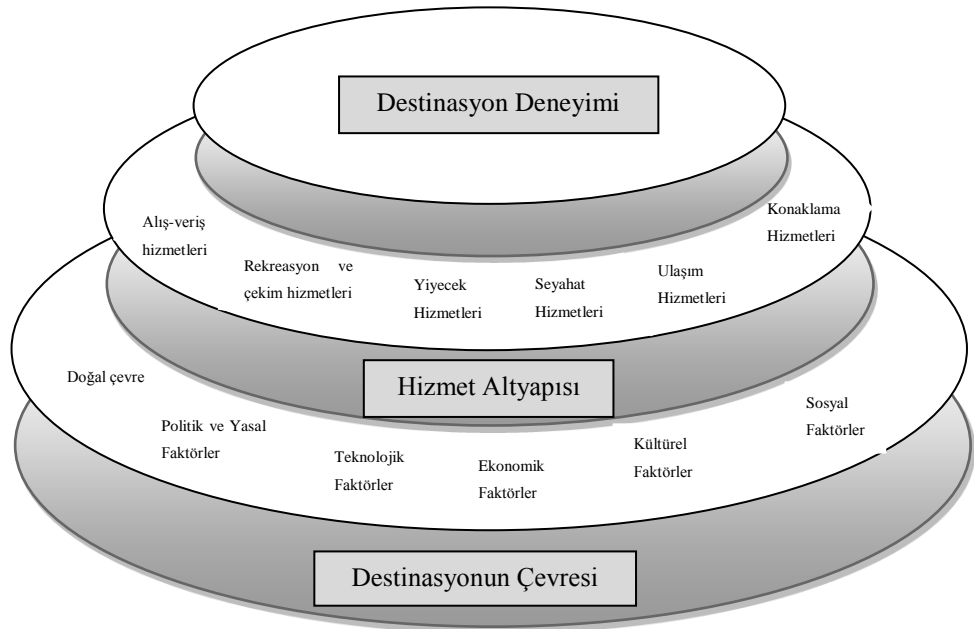 Destinasyon Deneyimi
Alış-veriş
hizmetleri
Rekreasyon ve
çekim hizmetleri
Yiyecek
Hizmetleri
Seyahat
Hizmetleri
Ulaşım
Hizmetleri
Konaklama
Hizmetleri
Hizmet Altyapısı
Doğal çevre
Politik ve Yasal
Faktörler
Teknolojik
Faktörler
Ekonomik
Faktörler
Kültürel
Faktörler
Sosyal
Faktörler
Destinasyonun Çevresi